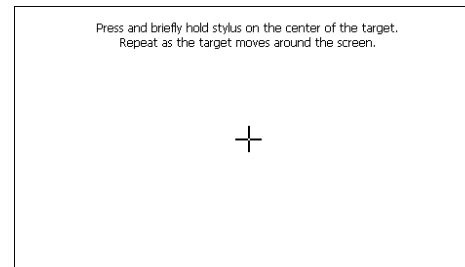 Press and briefly hold stylus on the center of the target.
Repeat as the target moves around the screen.